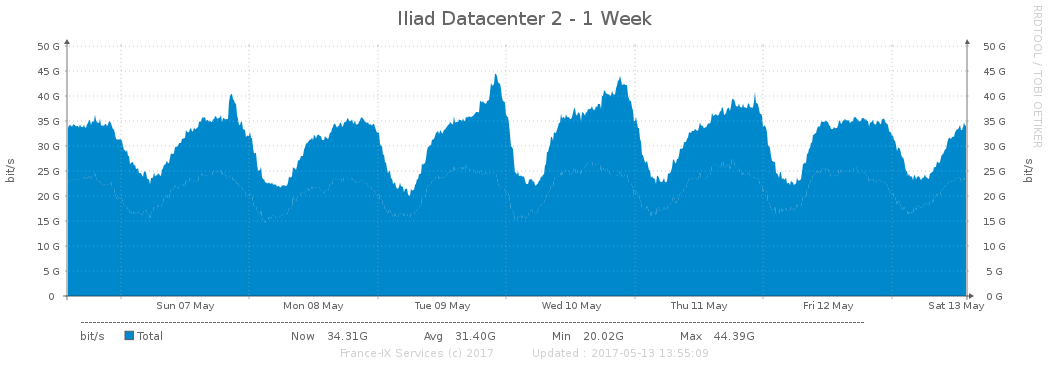 Iliad Datacenter 2 - 1 Week
RRDTOOL / TOBI OETIKER
50 G 50 G
45 G 45 G
40 G 40 G
35 G 35 G
30 G 30 G
25 G 25 G
20 G 20 G
15 G 15 G
10 G 10 G
5 G 5 G
0 0 G
bit/s bit/s
Sun 07 May Mon 08 May Tue 09 May Wed 10 May Thu 11 May Fri 12 May Sat 13 May
bit/s Total Now 34.31G Avg 31.40G Min 20.02G Max 44.39G
France-IX Services (c) 2017 Updated : 2017-05-13 13:55:09